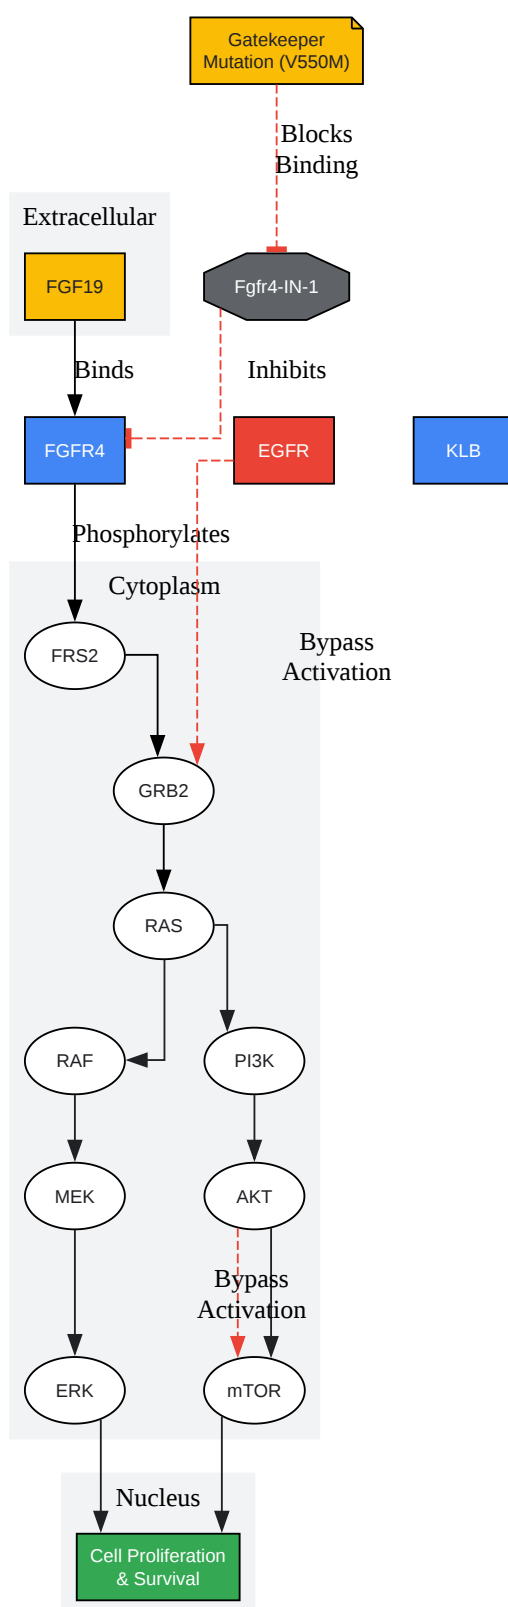 Gatekeeper
Mutation (V550M)
Blocks
Binding
Extracellular
FGF19
Fgfr4-IN-1
Binds
Inhibits
FGFR4
EGFR
KLB
Phosphorylates
Cytoplasm
FRS2
Bypass
Activation
GRB2
RAS
RAF
PI3K
MEK
AKT
Bypass
Activation
ERK
mTOR
Nucleus
Cell Proliferation
& Survival